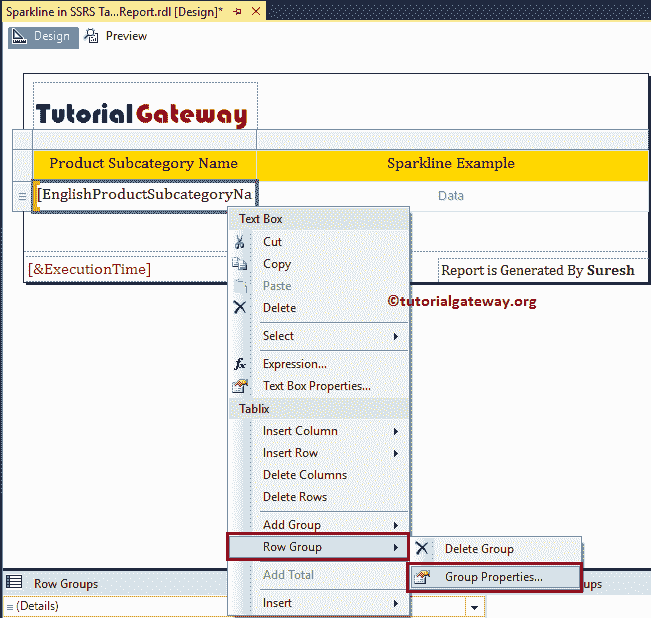 Sparkline in SSRS Ta...Report.rdl [Design]*
Design Preview
TutorialGateway
Product Subcategory Name Sparkline Example
[EnglishProductSubcategoryNa Data
Text Box
Cut
Copy
Paste
Delete
Select
Expression...
Text Box Properties...
Tablix
Insert Column
Insert Row
Delete Columns
Delete Rows
Add Group
Row Group
Add Total
Insert
Delete Group
Group Properties...
[&ExecutionTime] Report is Generated By Suresh
©tutorialgateway.org
Row Groups ups
(Details)